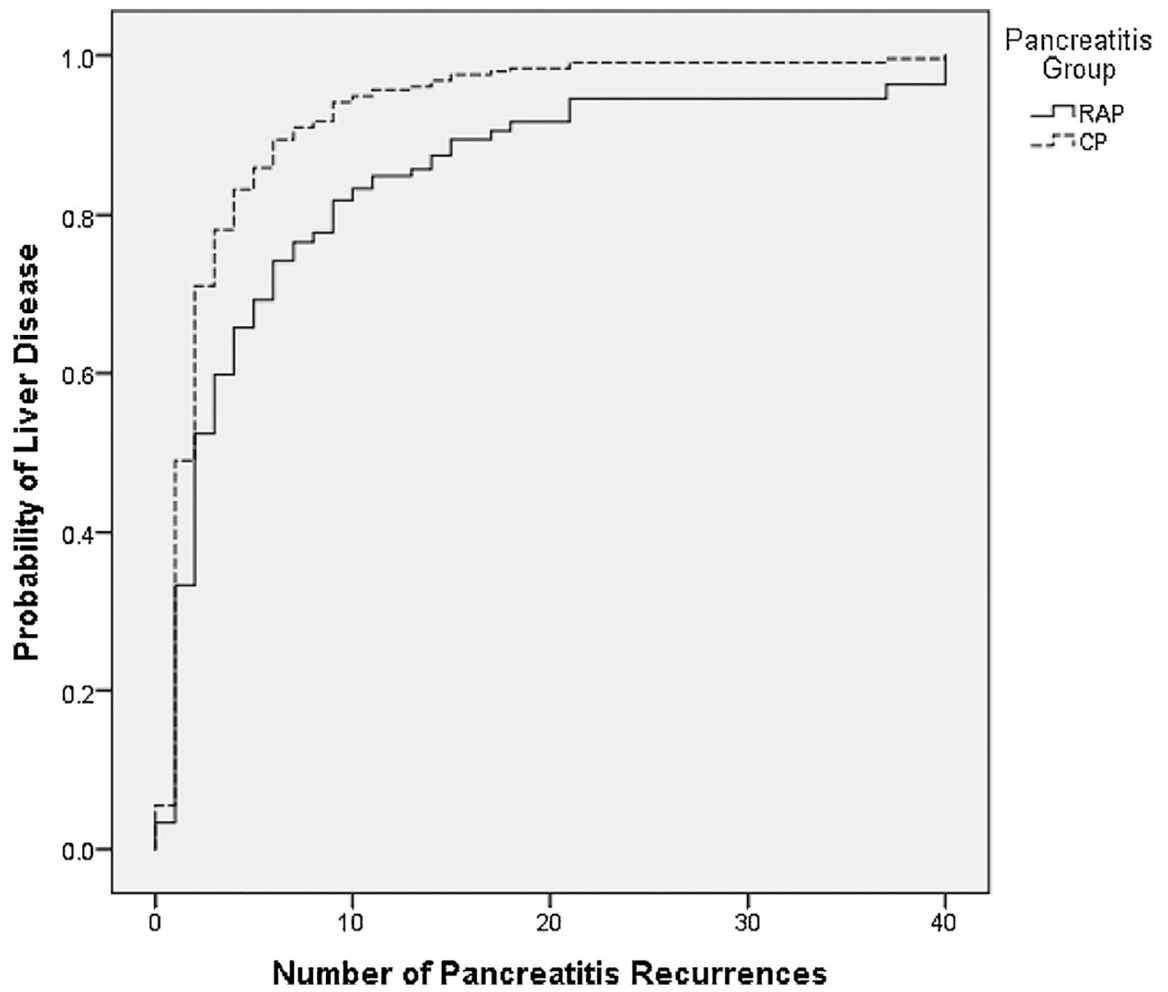 Pancreatitis
Group
RAP
CP
Probability of Liver Disease
1.0
0.8
0.6
0.4
0.2
0.0
0
10
20
30
40
Number of Pancreatitis Recurrences